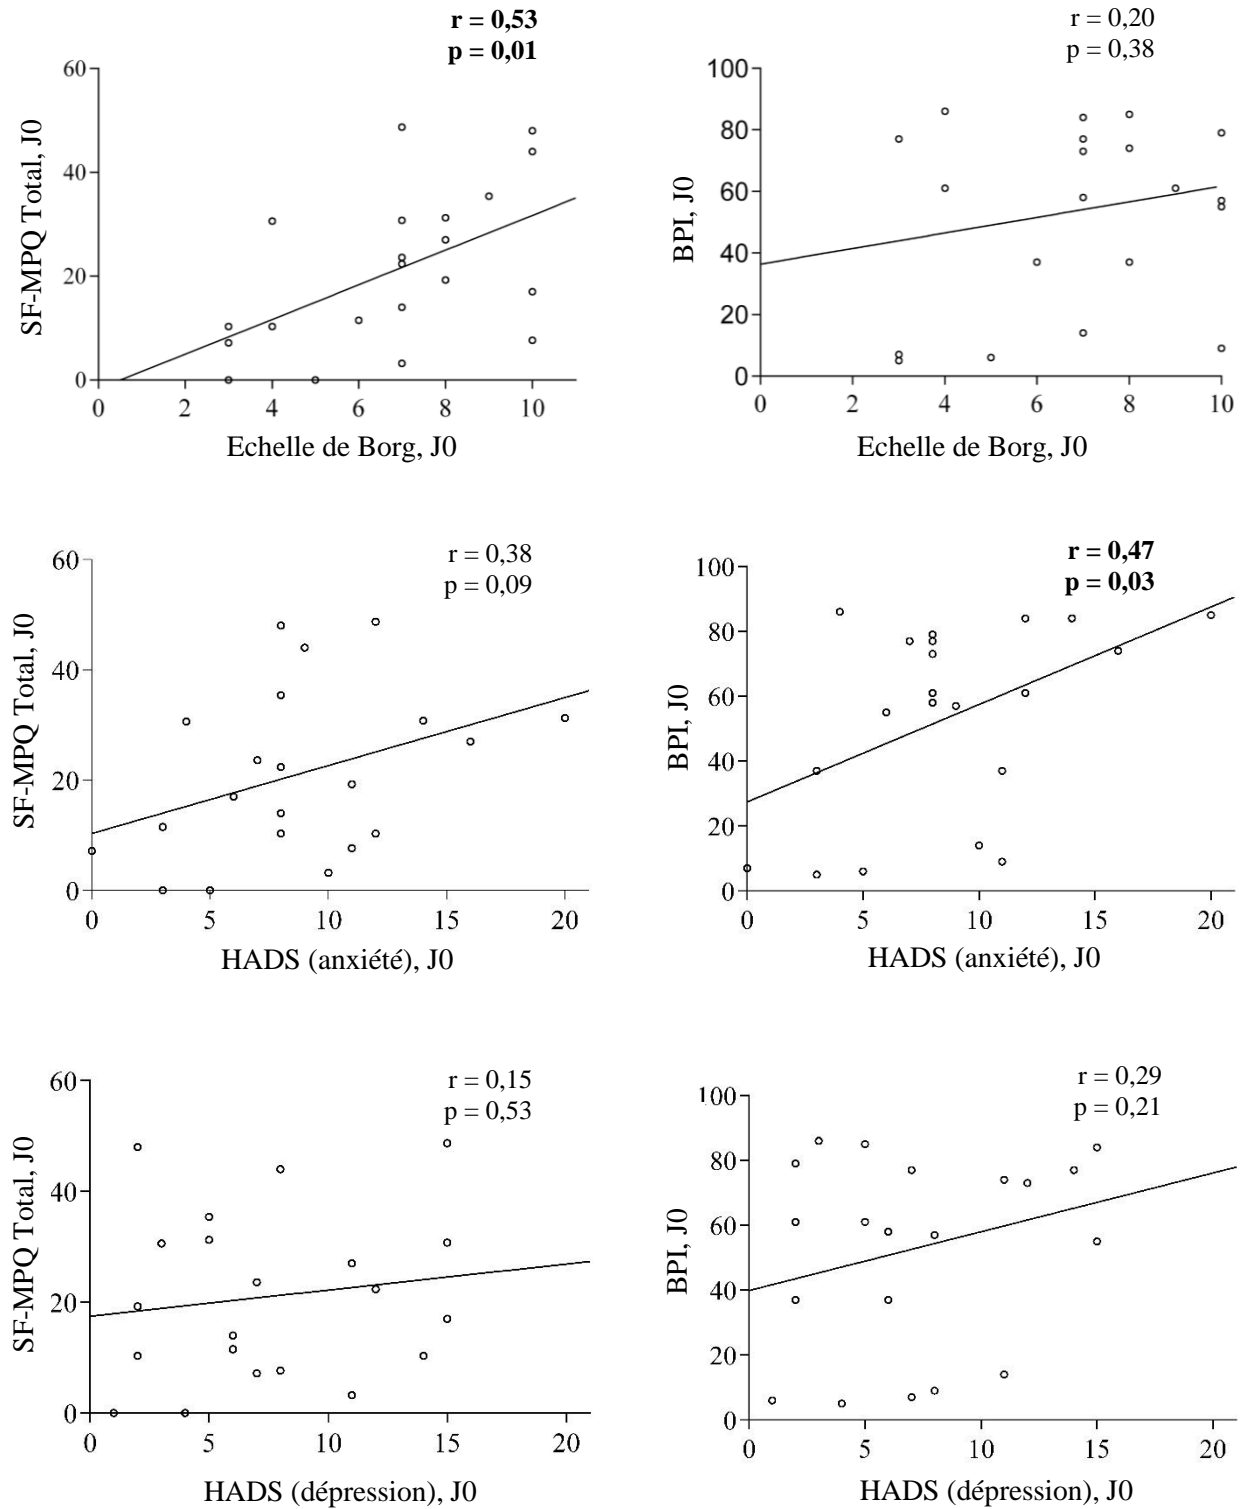 r = 0,53
p = 0,01
60
40
20
0
SF-MPQ Total, J0
0 2 4 6 8 10
Echelle de Borg, J0
r = 0,20
p = 0,38
100
80
60
40
20
0
BPI, J0
0 2 4 6 8 10
Echelle de Borg, J0
r = 0,38
p = 0,09
60
40
20
0
SF-MPQ Total, J0
0 5 10 15 20
HADS (anxiété), J0
r = 0,47
p = 0,03
100
80
60
40
20
0
BPI, J0
0 5 10 15 20
HADS (anxiété), J0
r = 0,15
p = 0,53
60
40
20
0
SF-MPQ Total, J0
0 5 10 15 20
HADS (dépression), J0
r = 0,29
p = 0,21
100
80
60
40
20
0
BPI, J0
0 5 10 15 20
HADS (dépression), J0